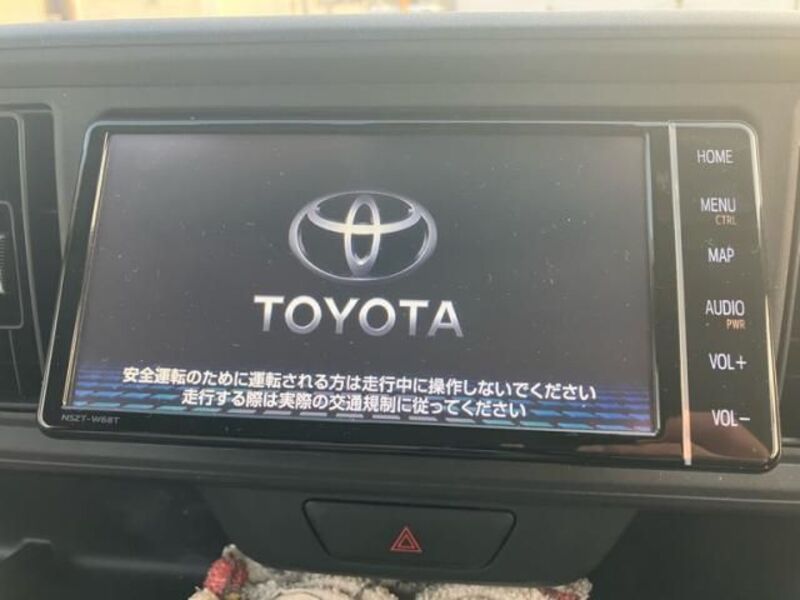 TOYOTA
安全運転のために運転される方は走行中に操作しないでください
走行する際は実際の交通規制に従ってください
NSZT-W68T
HOME
MENU
CTRL
MAP
AUDIO
PWR
VOL+
VOL−